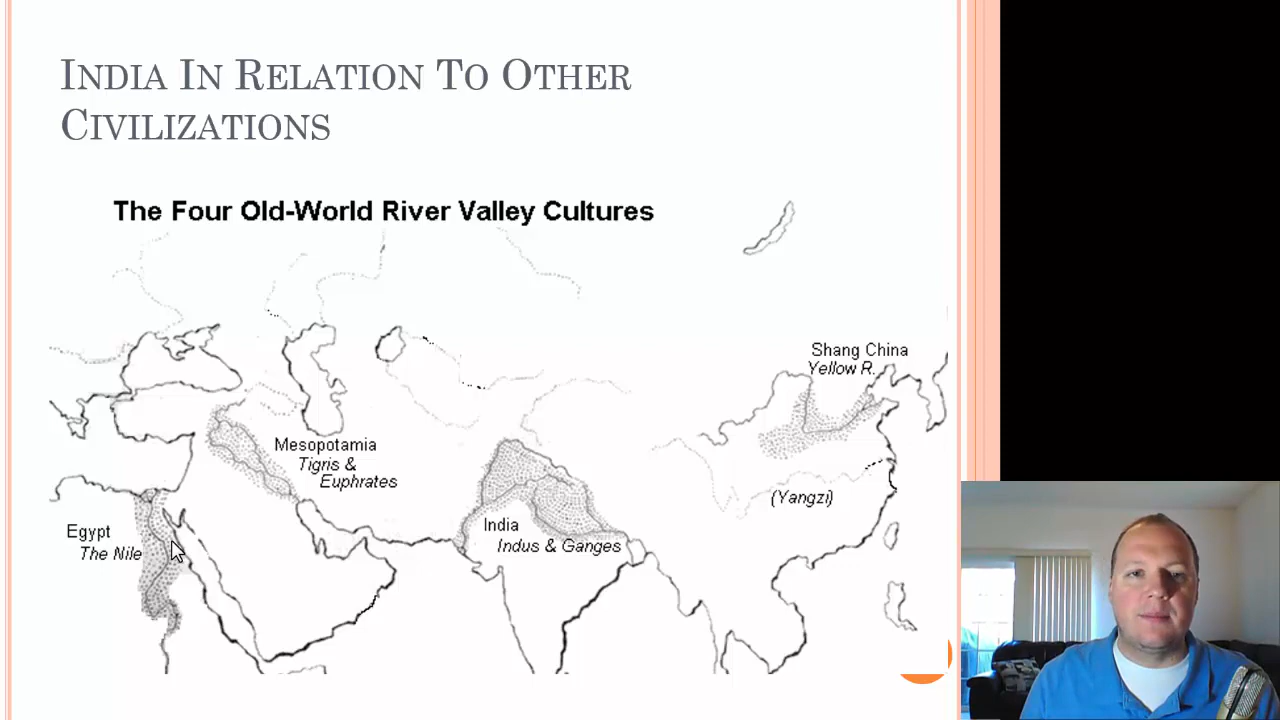 India In Relation To Other
Civilizations
The Four Old-World River Valley Cultures
Shang China
Yellow R.
Mesopotamia
Tigris &
Euphrates
(Yangzi)
Egypt
The Nile
India
Indus & Ganges